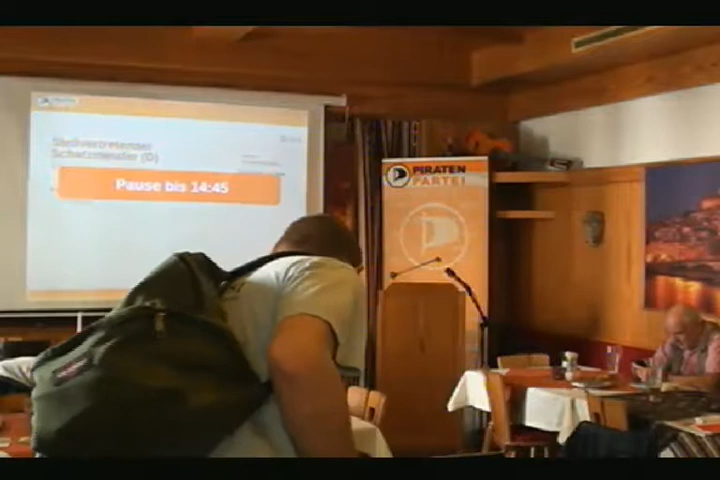 Stellvertretender
Schatzmeister (D)
Pause bis 14:45
PIRATEN
PARTEI